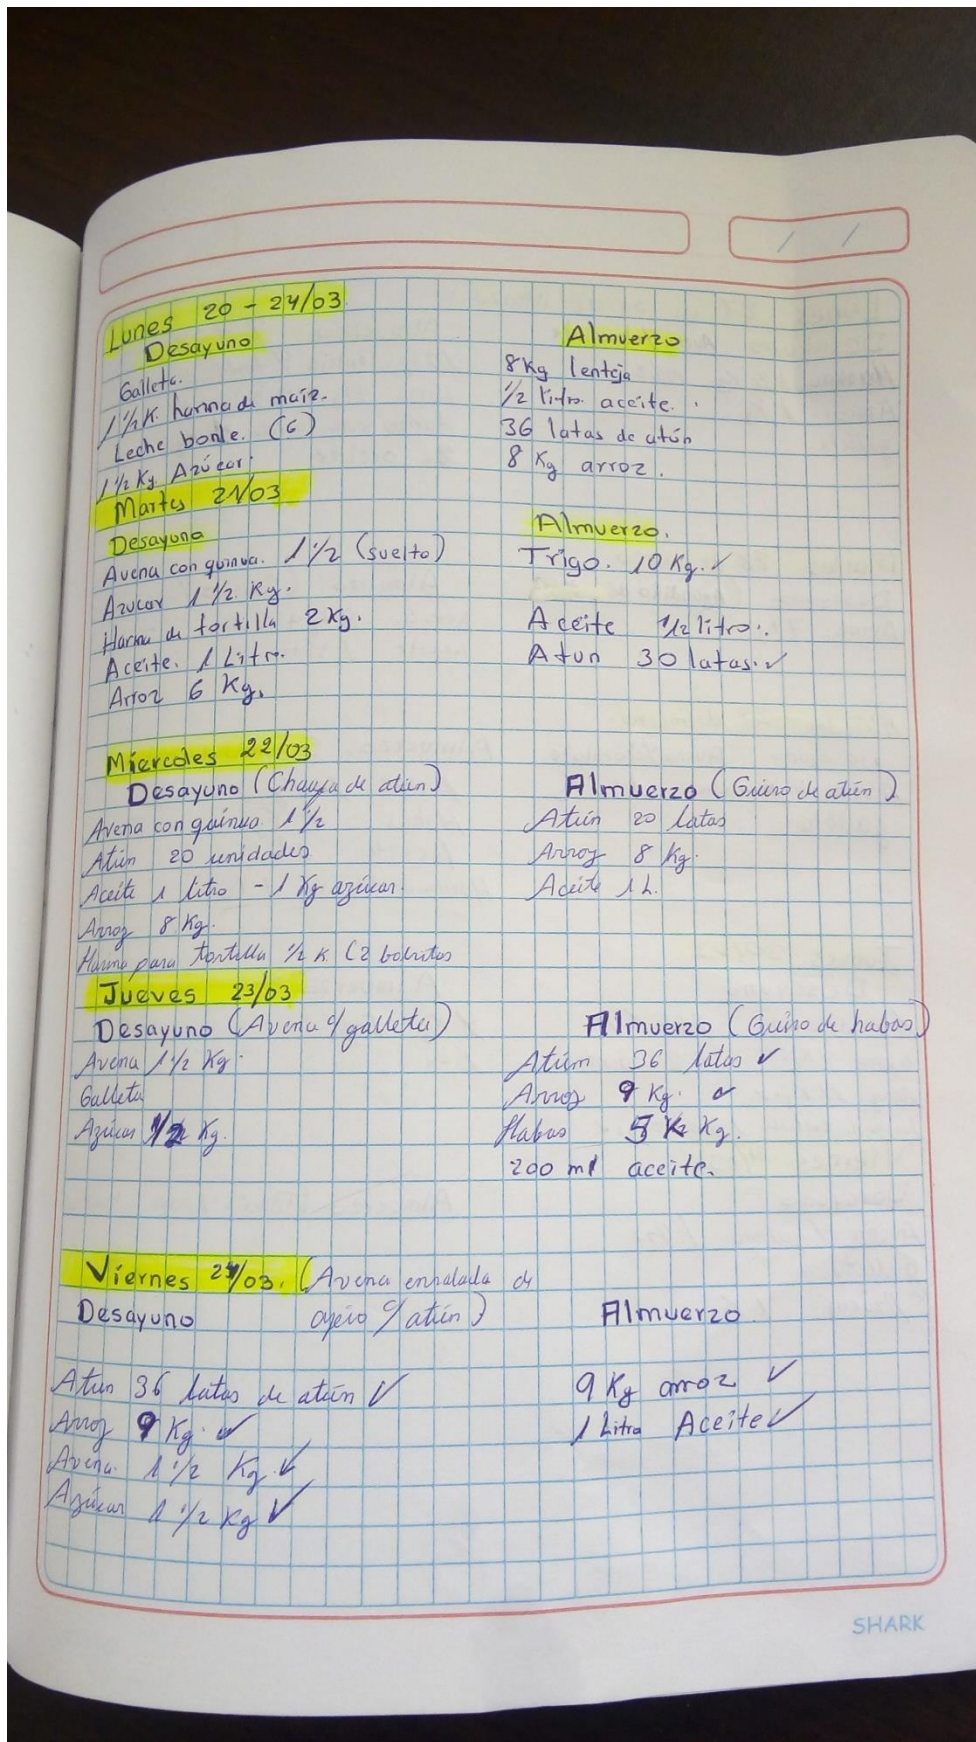 Lunes 20 - 24/03
Desayuno
Galleta.
1 1/2 K. harina de maíz.
Leche bonle. (6)
1 1/2 Kg. Azúcar.
Almuerzo
8 Kg lenteja
1/2 litro aceite.
36 latas de atún
8 Kg arroz.
Martes 21/03
Desayuno
Avena con quinua. 1 1/2 (suelto)
Azucar 1 1/2 Kg.
Harina de tortilla 2 Kg.
Aceite. 1 Litro.
Arroz 6 Kg.
Almuerzo.
Trigo. 10 Kg. ✓
Aceite 1/2 litro.
Atun 30 latas. ✓
Miercoles 22/03
Desayuno (Chaufa de atún)
Avena con quinua 1 1/2
Atún 20 unidades
Aceite 1 litro - 1 Kg azúcar.
Arroz 8 Kg.
Harina para tortilla 1/2 K (2 bolsitas
Almuerzo (Guiso de atún)
Atún 20 latas
Arroz 8 Kg.
Aceite 1 L.
Jueves 23/03
Desayuno (Avena c/galleta)
Avena 1 1/2 Kg.
Galleta
Azúcar 1/2 Kg.
Almuerzo (Guiso de habas)
Atúm 36 latas ✓
Arroz 9 Kg. ✓
Habas 5 Kg.
200 ml aceite.
Viernes 24/03. (Avena ensalada de
Desayuno apio c/atún)
Atun 36 latas de atún ✓
Arroz 9 Kg. ✓
Avena. 1 1/2 Kg. ✓
Azúcar 1 1/2 Kg ✓
Almuerzo
9 Kg arroz ✓
1 Litro Aceite ✓
SHARK